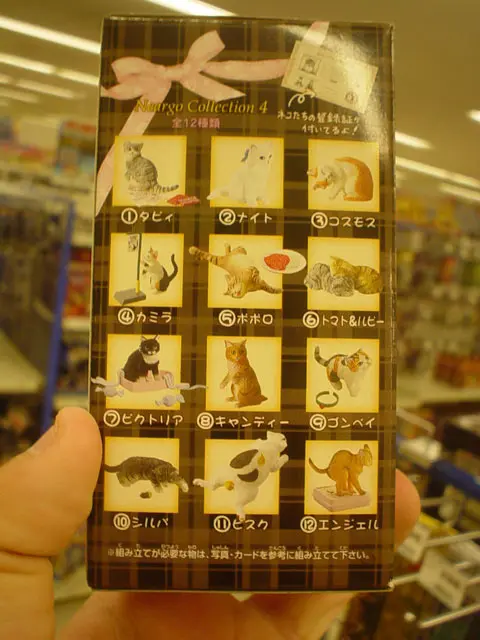 Neargo Collection 4
全12種類
ネコたちの登録証が
付いてるよ!
①タビィ
②ナイト
③コスモス
④カミラ
⑤ポポロ
⑥トマト&ルビー
⑦ビクトリア
⑧キャンディー
⑨ゴンベイ
⑩シルバ
⑪ビスク
⑫エンジェル
※組み立てが必要な物は、写真・カードを参考に組み立てて下さい。